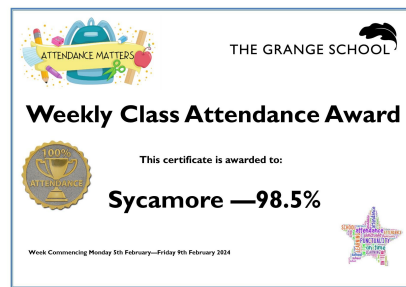 ATTENDANCE MATTERS
THE GRANGE SCHOOL
Weekly Class Attendance Award
100%
ATTENDANCE
This certificate is awarded to:
Sycamore —98.5%
Week Commencing Monday 5th February—Friday 9th February 2024
SCHOOL
attendance
PUNCTUALITY